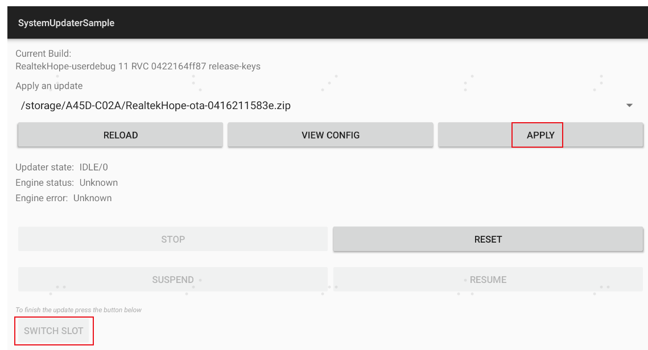 SystemUpdaterSample
Current Build:
RealtekHope-userdebug 11 RVC 0422164ff87 release-keys
Apply an update
/storage/A45D-C02A/RealtekHope-ota-0416211583e.zip
RELOAD VIEW CONFIG APPLY
Updater state: IDLE/0
Engine status: Unknown
Engine error: Unknown
STOP RESET
SUSPEND RESUME
To finish the update press the button below
SWITCH SLOT